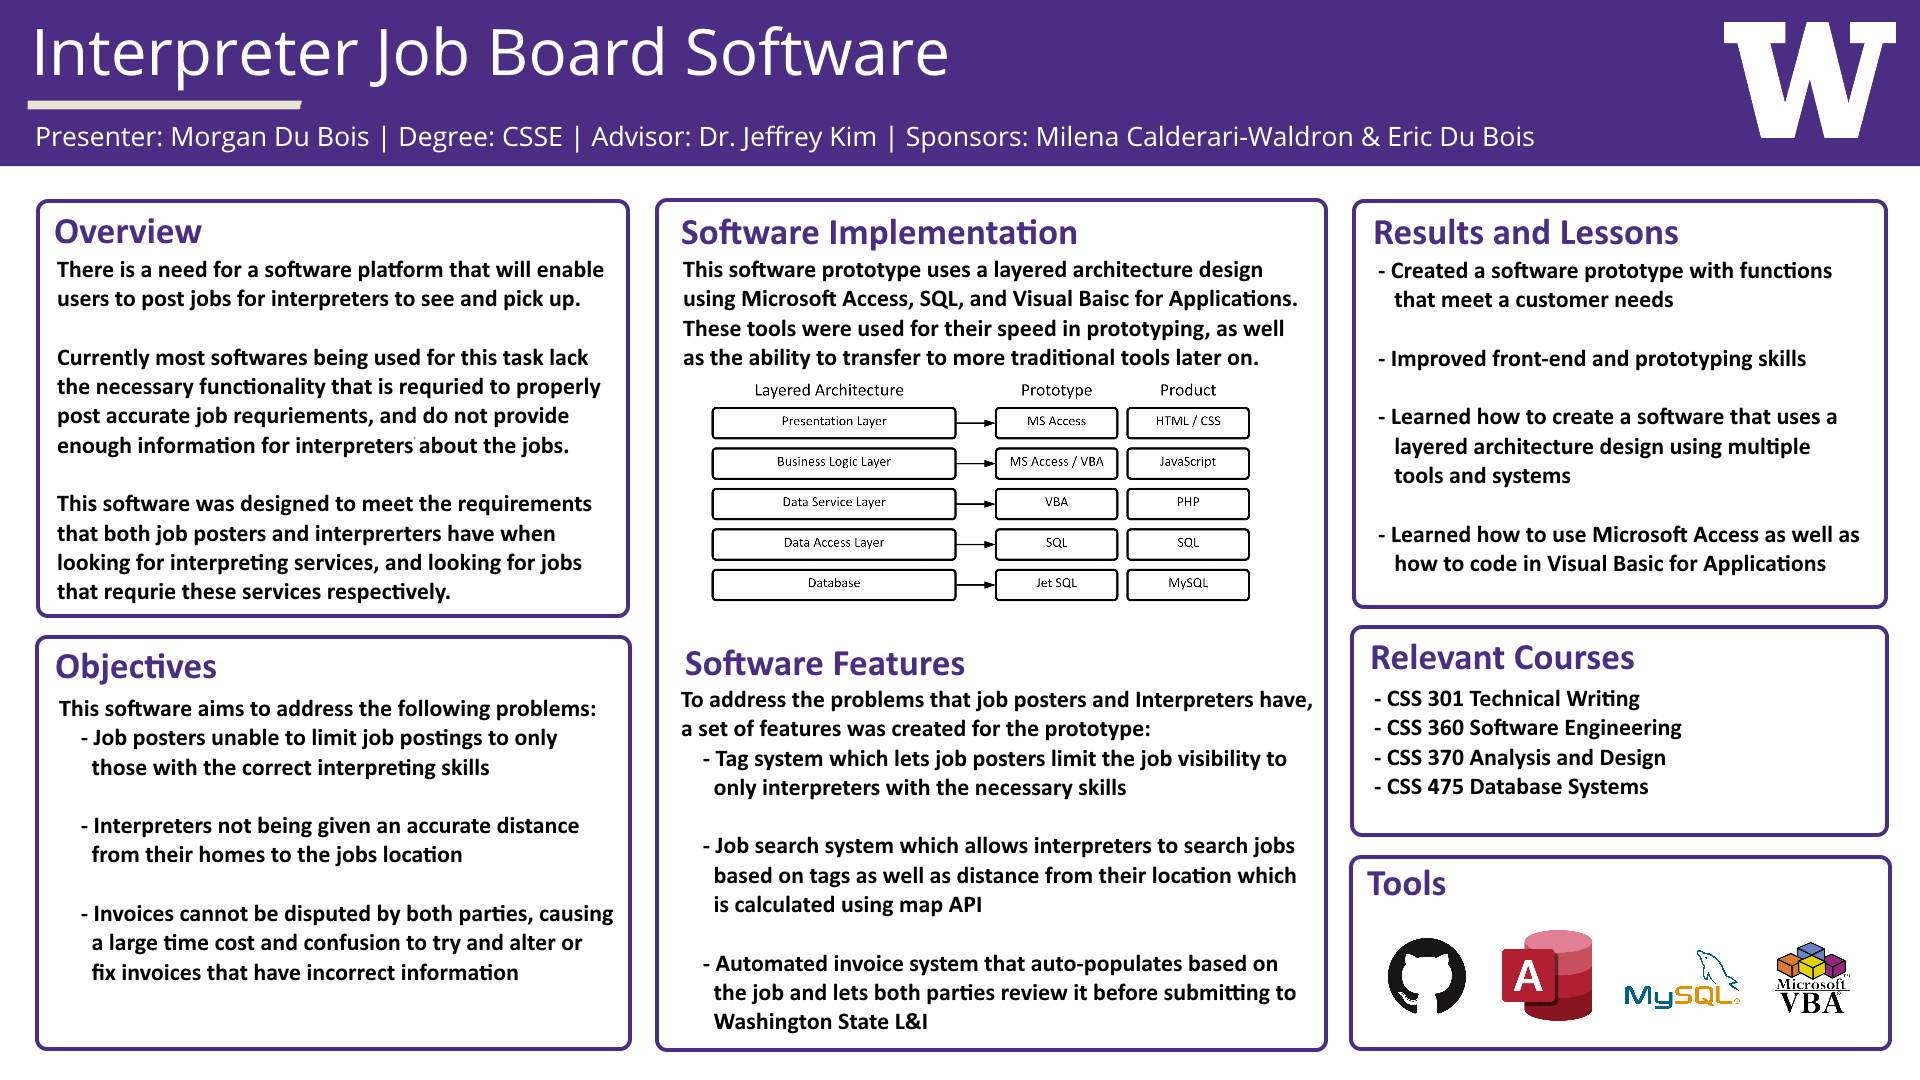 Interpreter Job Board Software
W
Presenter: Morgan Du Bois | Degree: CSSE | Advisor: Dr. Jeffrey Kim | Sponsors: Milena Calderari-Waldron & Eric Du Bois
Overview
There is a need for a software platform that will enable
users to post jobs for interpreters to see and pick up.
Currently most softwares being used for this task lack
the necessary functionality that is requried to properly
post accurate job requriements, and do not provide
enough information for interpreters about the jobs.
This software was designed to meet the requirements
that both job posters and interprerters have when
looking for interpreting services, and looking for jobs
that requrie these services respectively.
Objectives
This software aims to address the following problems:
- Job posters unable to limit job postings to only
those with the correct interpreting skills
- Interpreters not being given an accurate distance
from their homes to the jobs location
- Invoices cannot be disputed by both parties, causing
a large time cost and confusion to try and alter or
fix invoices that have incorrect information
Software Implementation
This software prototype uses a layered architecture design
using Microsoft Access, SQL, and Visual Baisc for Applications.
These tools were used for their speed in prototyping, as well
as the ability to transfer to more traditional tools later on.
Layered Architecture Prototype Product
Presentation Layer MS Access HTML / CSS
Business Logic Layer MS Access / VBA JavaScript
Data Service Layer VBA PHP
Data Access Layer SQL SQL
Database Jet SQL MySQL
Software Features
To address the problems that job posters and Interpreters have,
a set of features was created for the prototype:
- Tag system which lets job posters limit the job visibility to
only interpreters with the necessary skills
- Job search system which allows interpreters to search jobs
based on tags as well as distance from their location which
is calculated using map API
- Automated invoice system that auto-populates based on
the job and lets both parties review it before submitting to
Washington State L&I
Results and Lessons
- Created a software prototype with functions
that meet a customer needs
- Improved front-end and prototyping skills
- Learned how to create a software that uses a
layered architecture design using multiple
tools and systems
- Learned how to use Microsoft Access as well as
how to code in Visual Basic for Applications
Relevant Courses
- CSS 301 Technical Writing
- CSS 360 Software Engineering
- CSS 370 Analysis and Design
- CSS 475 Database Systems
Tools
A
MySQL
Microsoft
VBA